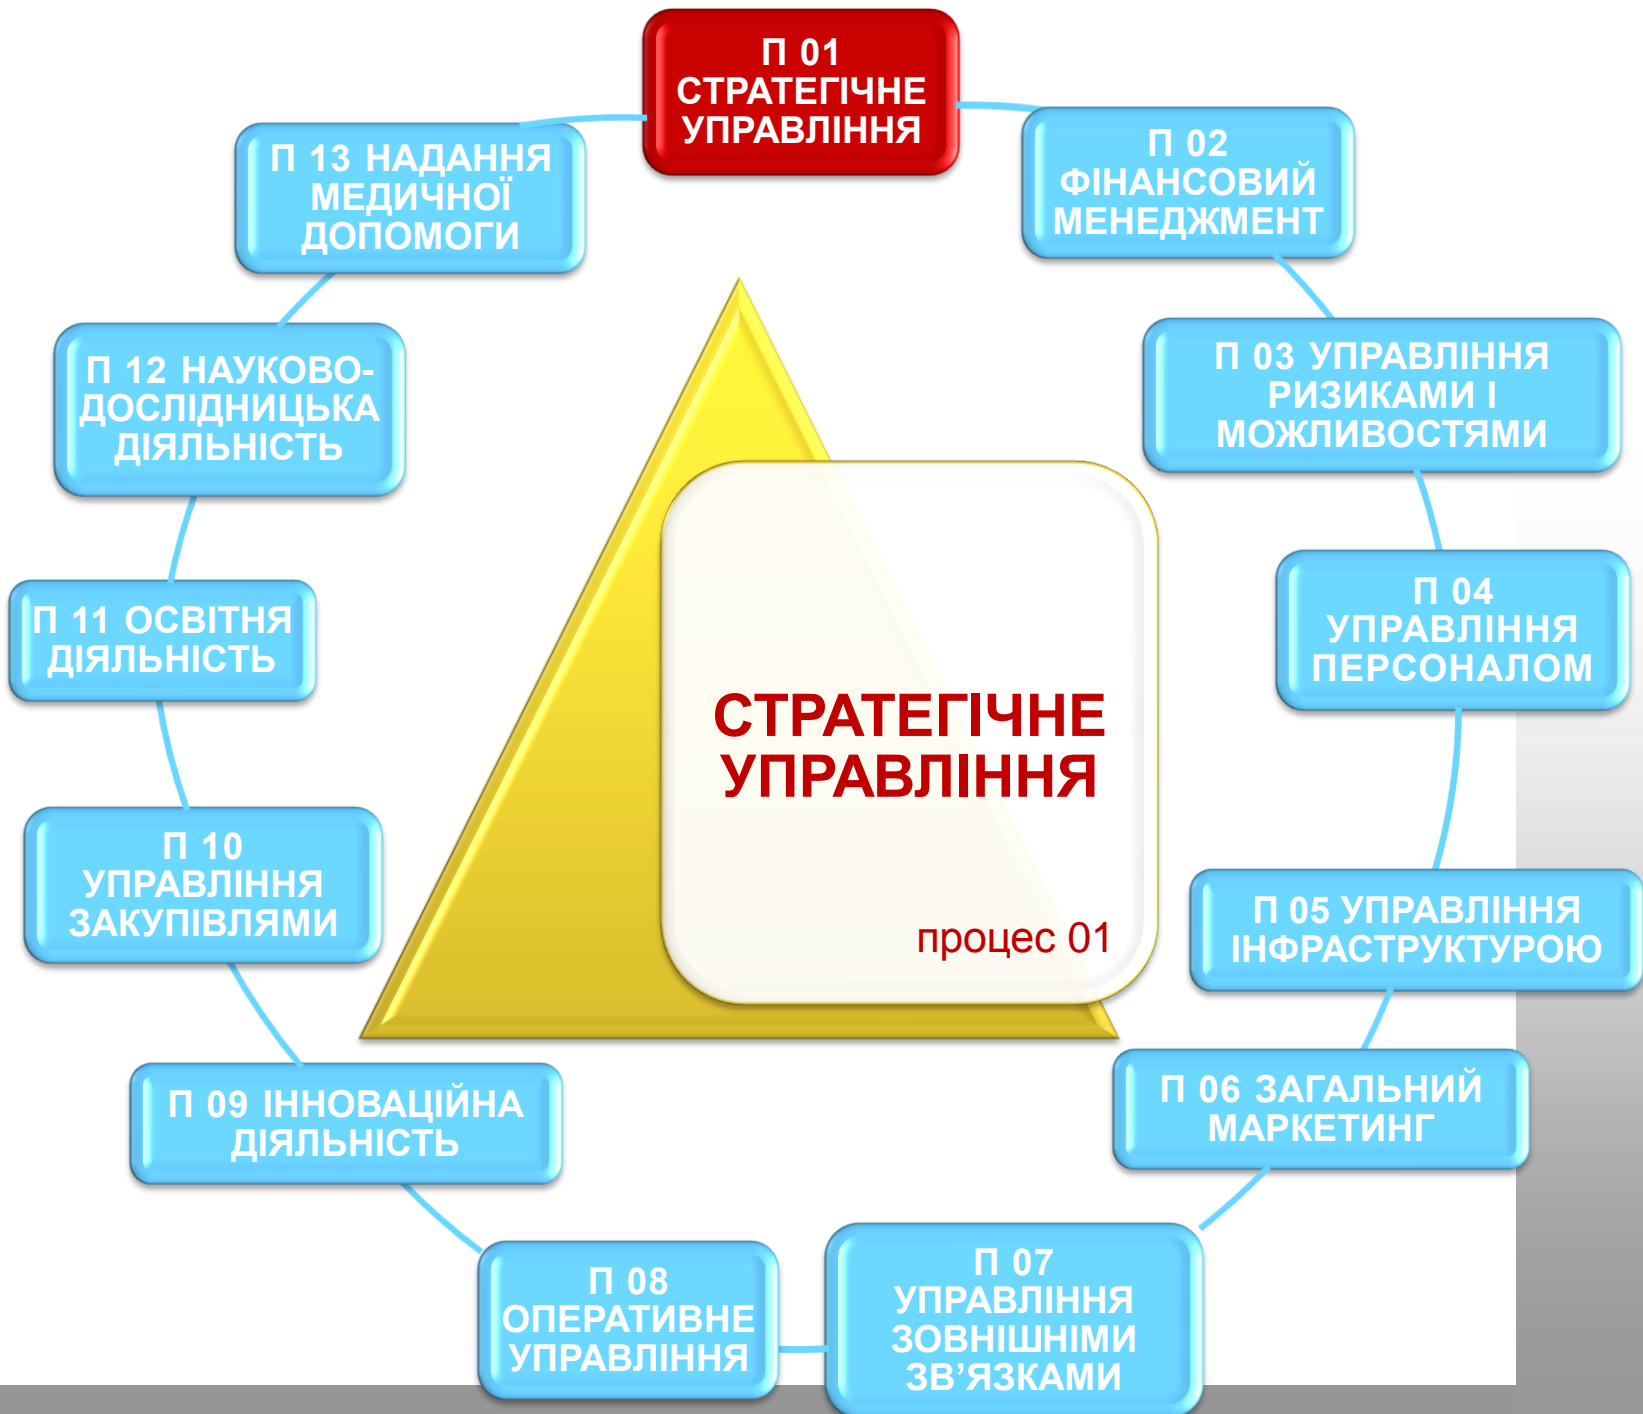 П 01
СТРАТЕГІЧНЕ
УПРАВЛІННЯ
П 02
ФІНАНСОВИЙ
МЕНЕДЖМЕНТ
П 03 УПРАВЛІННЯ
РИЗИКАМИ І
МОЖЛИВОСТЯМИ
П 04
УПРАВЛІННЯ
ПЕРСОНАЛОМ
П 05 УПРАВЛІННЯ
ІНФРАСТРУКТУРОЮ
П 06 ЗАГАЛЬНИЙ
МАРКЕТИНГ
П 07
УПРАВЛІННЯ
ЗОВНІШНІМИ
ЗВ’ЯЗКАМИ
П 08
ОПЕРАТИВНЕ
УПРАВЛІННЯ
П 09 ІННОВАЦІЙНА
ДІЯЛЬНІСТЬ
П 10
УПРАВЛІННЯ
ЗАКУПІВЛЯМИ
П 11 ОСВІТНЯ
ДІЯЛЬНІСТЬ
П 12 НАУКОВО-
ДОСЛІДНИЦЬКА
ДІЯЛЬНІСТЬ
П 13 НАДАННЯ
МЕДИЧНОЇ
ДОПОМОГИ
СТРАТЕГІЧНЕ
УПРАВЛІННЯ
процес 01